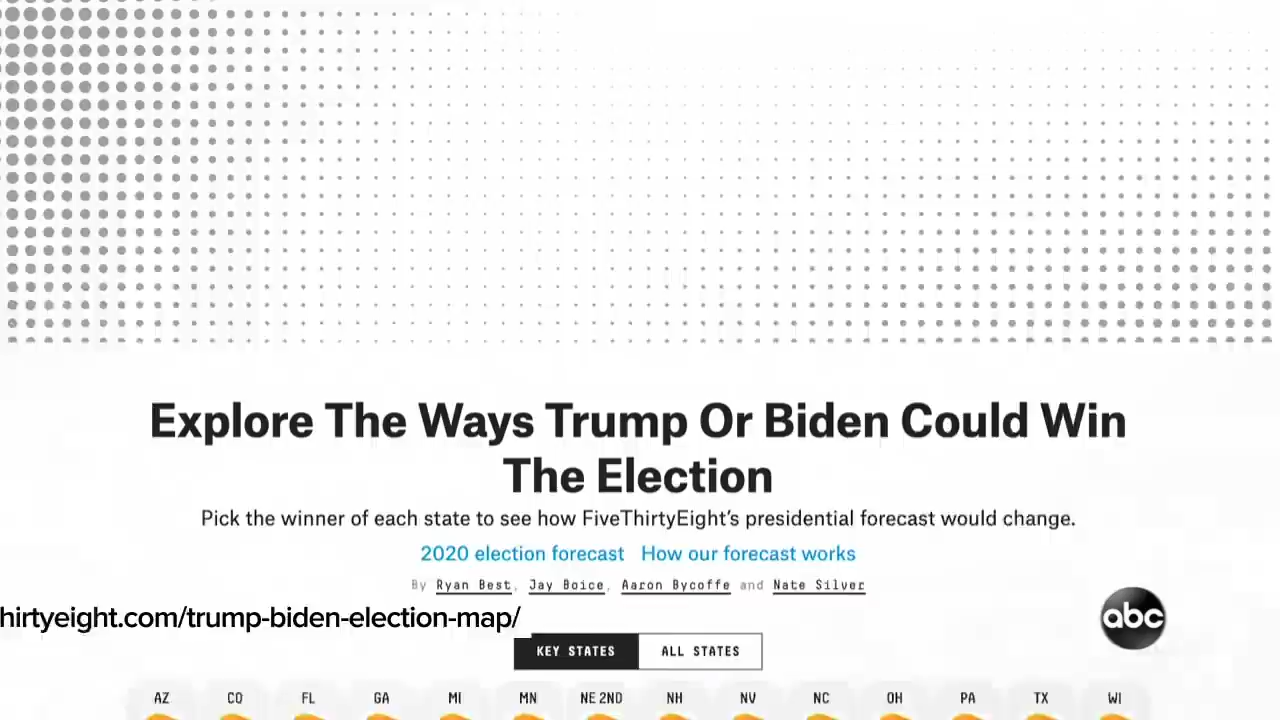 Explore The Ways Trump Or Biden Could Win
The Election
Pick the winner of each state to see how FiveThirtyEight's presidential forecast would change.
2020 election forecast How our forecast works
By Ryan Best, Jay Boice, Aaron Bycoffe and Nate Silver
hirtyeight.com/trump-biden-election-map/
abc
KEY STATES ALL STATES
AZ CO FL GA MI MN NE 2ND NH NV NC OH PA TX WI